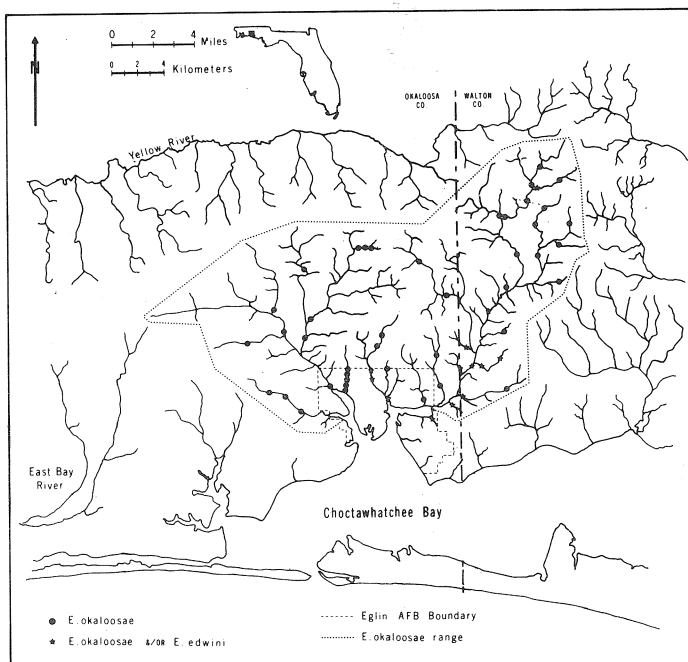 0 2 4 Miles
0 2 4 Kilometers
N
OKALOOSA CO.
WALTON CO.
Yellow River
East Bay
River
Choctawhatchee Bay
E. okaloosae
E. okaloosae &/OR E. edwini
Eglin AFB Boundary
E. okaloosae range